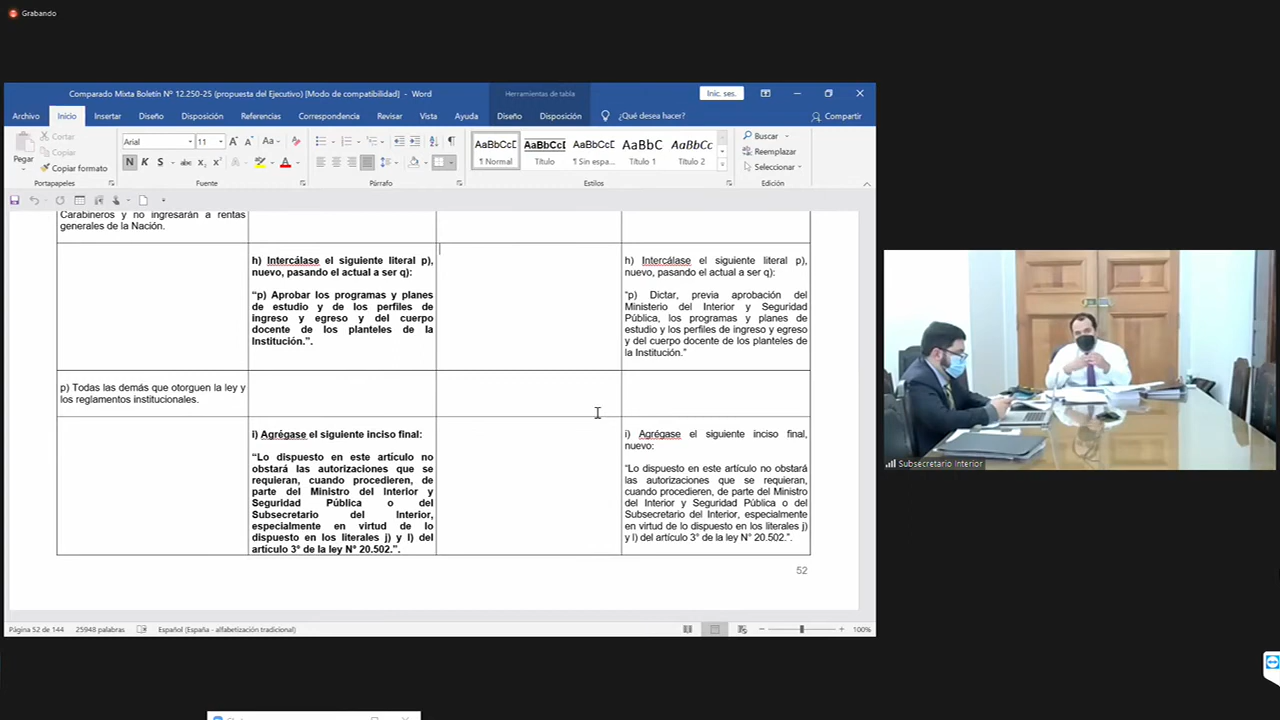 Grabando
Comparado Mixta Boletín Nº 12.250-25 (propuesta del Ejecutivo) [Modo de compatibilidad] - Word
Herramientas de tabla
Inic. ses.
Archivo Inicio Insertar Diseño Disposición Referencias Correspondencia Revisar Vista Ayuda Diseño Disposición ¿Qué desea hacer? Compartir
Pegar
Cortar
Copiar
Copiar formato
Portapapeles
Arial 11
N K S
Fuente
Párrafo
AaBbCcD AaBbCcD AaBbCcD AaBbC AaBbCc
¶ Normal Título ¶ Sin espa... Título 1 Título 2
Estilos
Buscar
Reemplazar
Seleccionar
Edición
Carabineros y no ingresarán a rentas
generales de la Nación.
h) Intercálase el siguiente literal p),
nuevo, pasando el actual a ser q):
“p) Aprobar los programas y planes
de estudio y de los perfiles de
ingreso y egreso y del cuerpo
docente de los planteles de la
Institución.”.
h) Intercálase el siguiente literal p),
nuevo, pasando el actual a ser q):
“p) Dictar, previa aprobación del
Ministerio del Interior y Seguridad
Pública, los programas y planes de
estudio y los perfiles de ingreso y egreso
y del cuerpo docente de los planteles de
la Institución.”
p) Todas las demás que otorguen la ley y
los reglamentos institucionales.
i) Agrégase el siguiente inciso final:
“Lo dispuesto en este artículo no
obstará las autorizaciones que se
requieran, cuando procedieren, de
parte del Ministro del Interior y
Seguridad Pública o del
Subsecretario del Interior,
especialmente en virtud de lo
dispuesto en los literales j) y l) del
artículo 3° de la ley N° 20.502.”.
i) Agrégase el siguiente inciso final,
nuevo:
“Lo dispuesto en este artículo no obstará
las autorizaciones que se requieran,
cuando procedieren, de parte del Ministro
del Interior y Seguridad Pública o del
Subsecretario del Interior, especialmente
en virtud de lo dispuesto en los literales j)
y l) del artículo 3° de la ley N° 20.502.”.
52
Página 52 de 144 25948 palabras Español (España - alfabetización tradicional) 100%
Subsecretario Interior